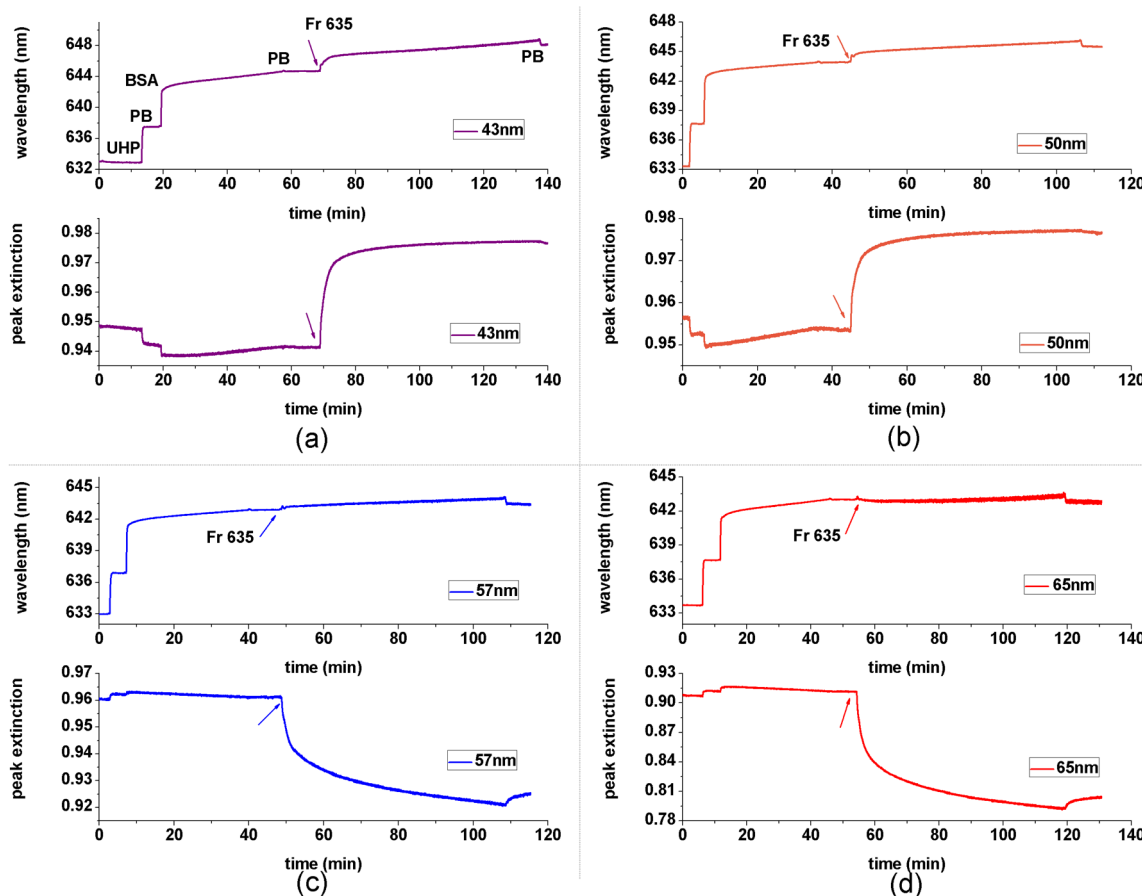 648
644
640
636
632
wavelength (nm)
UHP
PB
BSA
PB
Fr 635
PB
43nm
0 20 40 60 80 100 120 140
time (min)
0.98
0.97
0.96
0.95
0.94
peak extinction
43nm
0 20 40 60 80 100 120 140
time (min)
(a)
648
645
642
639
636
633
wavelength (nm)
Fr 635
50nm
0 20 40 60 80 100 120
time (min)
0.98
0.97
0.96
0.95
peak extinction
50nm
0 20 40 60 80 100 120
time (min)
(b)
645
642
639
636
633
wavelength (nm)
Fr 635
57nm
0 20 40 60 80 100 120
time (min)
0.97
0.96
0.95
0.94
0.93
0.92
peak extinction
57nm
0 20 40 60 80 100 120
time (min)
(c)
645
642
639
636
633
wavelength (nm)
Fr 635
65nm
0 20 40 60 80 100 120 140
time (min)
0.93
0.90
0.87
0.84
0.81
0.78
peak extinction
65nm
0 20 40 60 80 100 120 140
time (min)
(d)